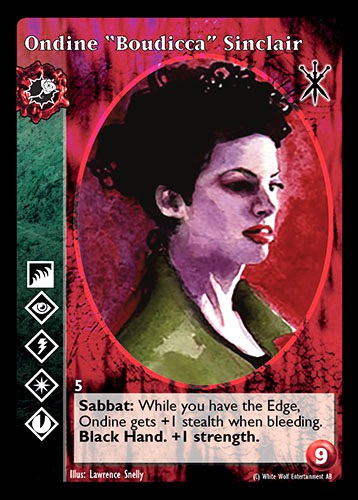 Ondine "Boudicca" Sinclair
5
Sabbat: While you have the Edge,
Ondine gets +1 stealth when bleeding.
Black Hand. +1 strength.
9
Illus: Lawrence Snelly
(C) White Wolf Entertainment AB